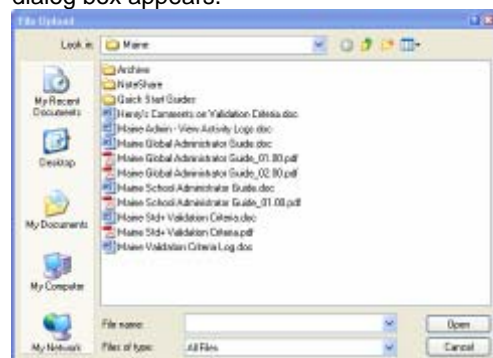 dialog box appears.
File Upload
Look in: Maine
Archive
NoteShare
Quick Start Guides
Henry's Comments on Validation Criteria.doc
Maine Admin - View Activity Logs.doc
Maine Global Administrator Guide.doc
Maine Global Administrator Guide_01.00.pdf
Maine Global Administrator Guide_02.00.pdf
Maine School Administrator Guide.doc
Maine School Administrator Guide_01.00.pdf
Maine Std+ Validation Criteria.doc
Maine Std+ Validation Criteria.pdf
Maine Validation Criteria Log.doc
My Recent
Documents
Desktop
My Documents
My Computer
My Network
File name:
Open
Files of type: All Files
Cancel